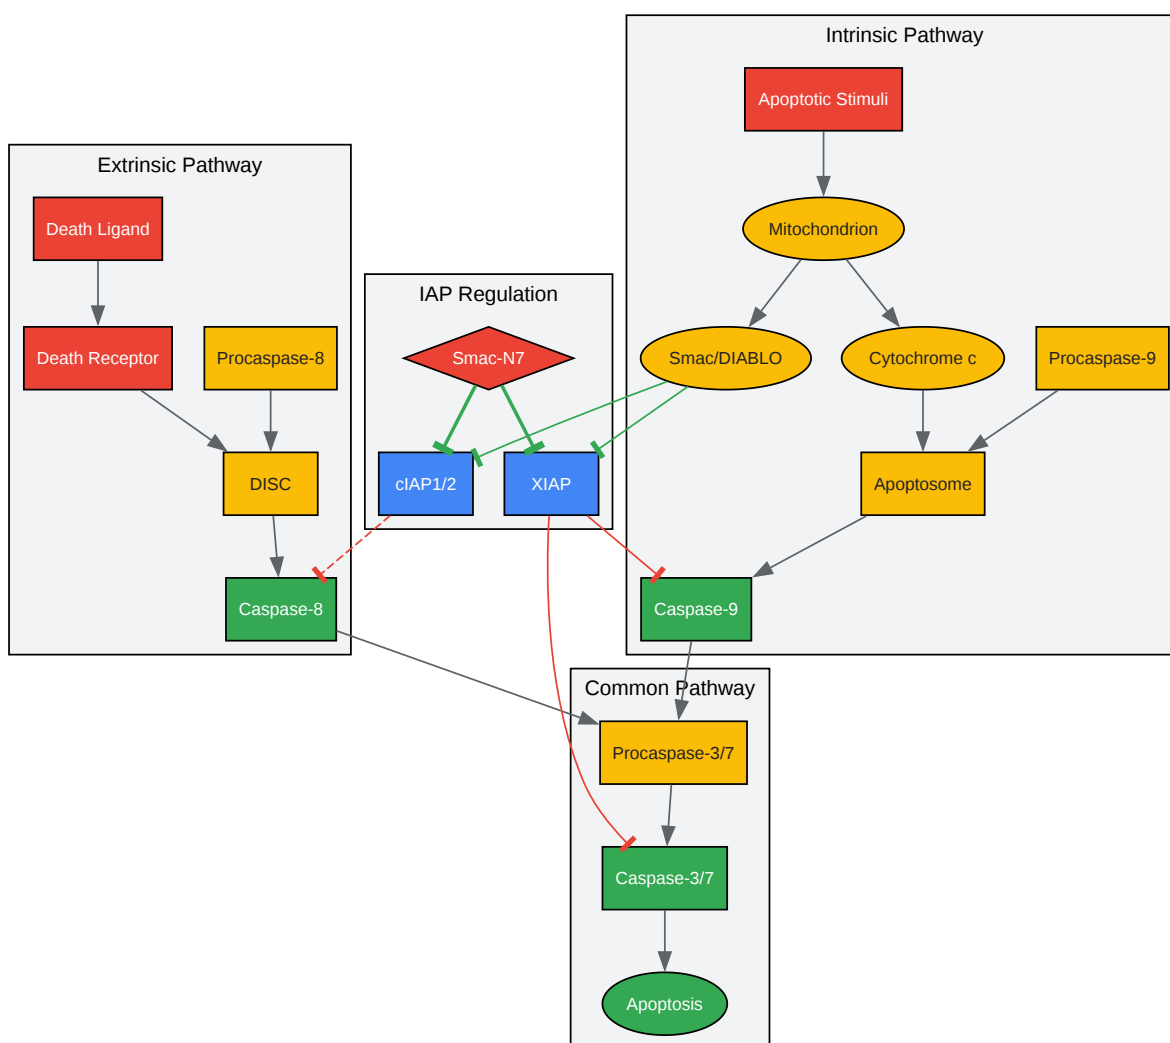 Intrinsic Pathway
Apoptotic Stimuli
Extrinsic Pathway
Death Ligand
Mitochondrion
IAP Regulation
Death Receptor
Procaspase-8
Smac-N7
Smac/DIABLO
Cytochrome c
Procaspase-9
DISC
cIAP1/2
XIAP
Apoptosome
Caspase-8
Caspase-9
Common Pathway
Procaspase-3/7
Caspase-3/7
Apoptosis